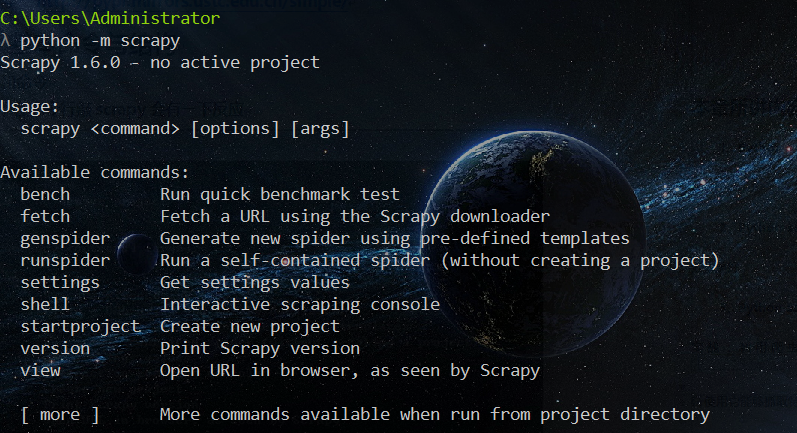 C:\Users\Administrator
λ python -m scrapy
Scrapy 1.6.0 - no active project
Usage:
  scrapy <command> [options] [args]
Available commands:
  bench         Run quick benchmark test
  fetch         Fetch a URL using the Scrapy downloader
  genspider     Generate new spider using pre-defined templates
  runspider     Run a self-contained spider (without creating a project)
  settings      Get settings values
  shell         Interactive scraping console
  startproject  Create new project
  version       Print Scrapy version
  view          Open URL in browser, as seen by Scrapy
  [ more ]      More commands available when run from project directory